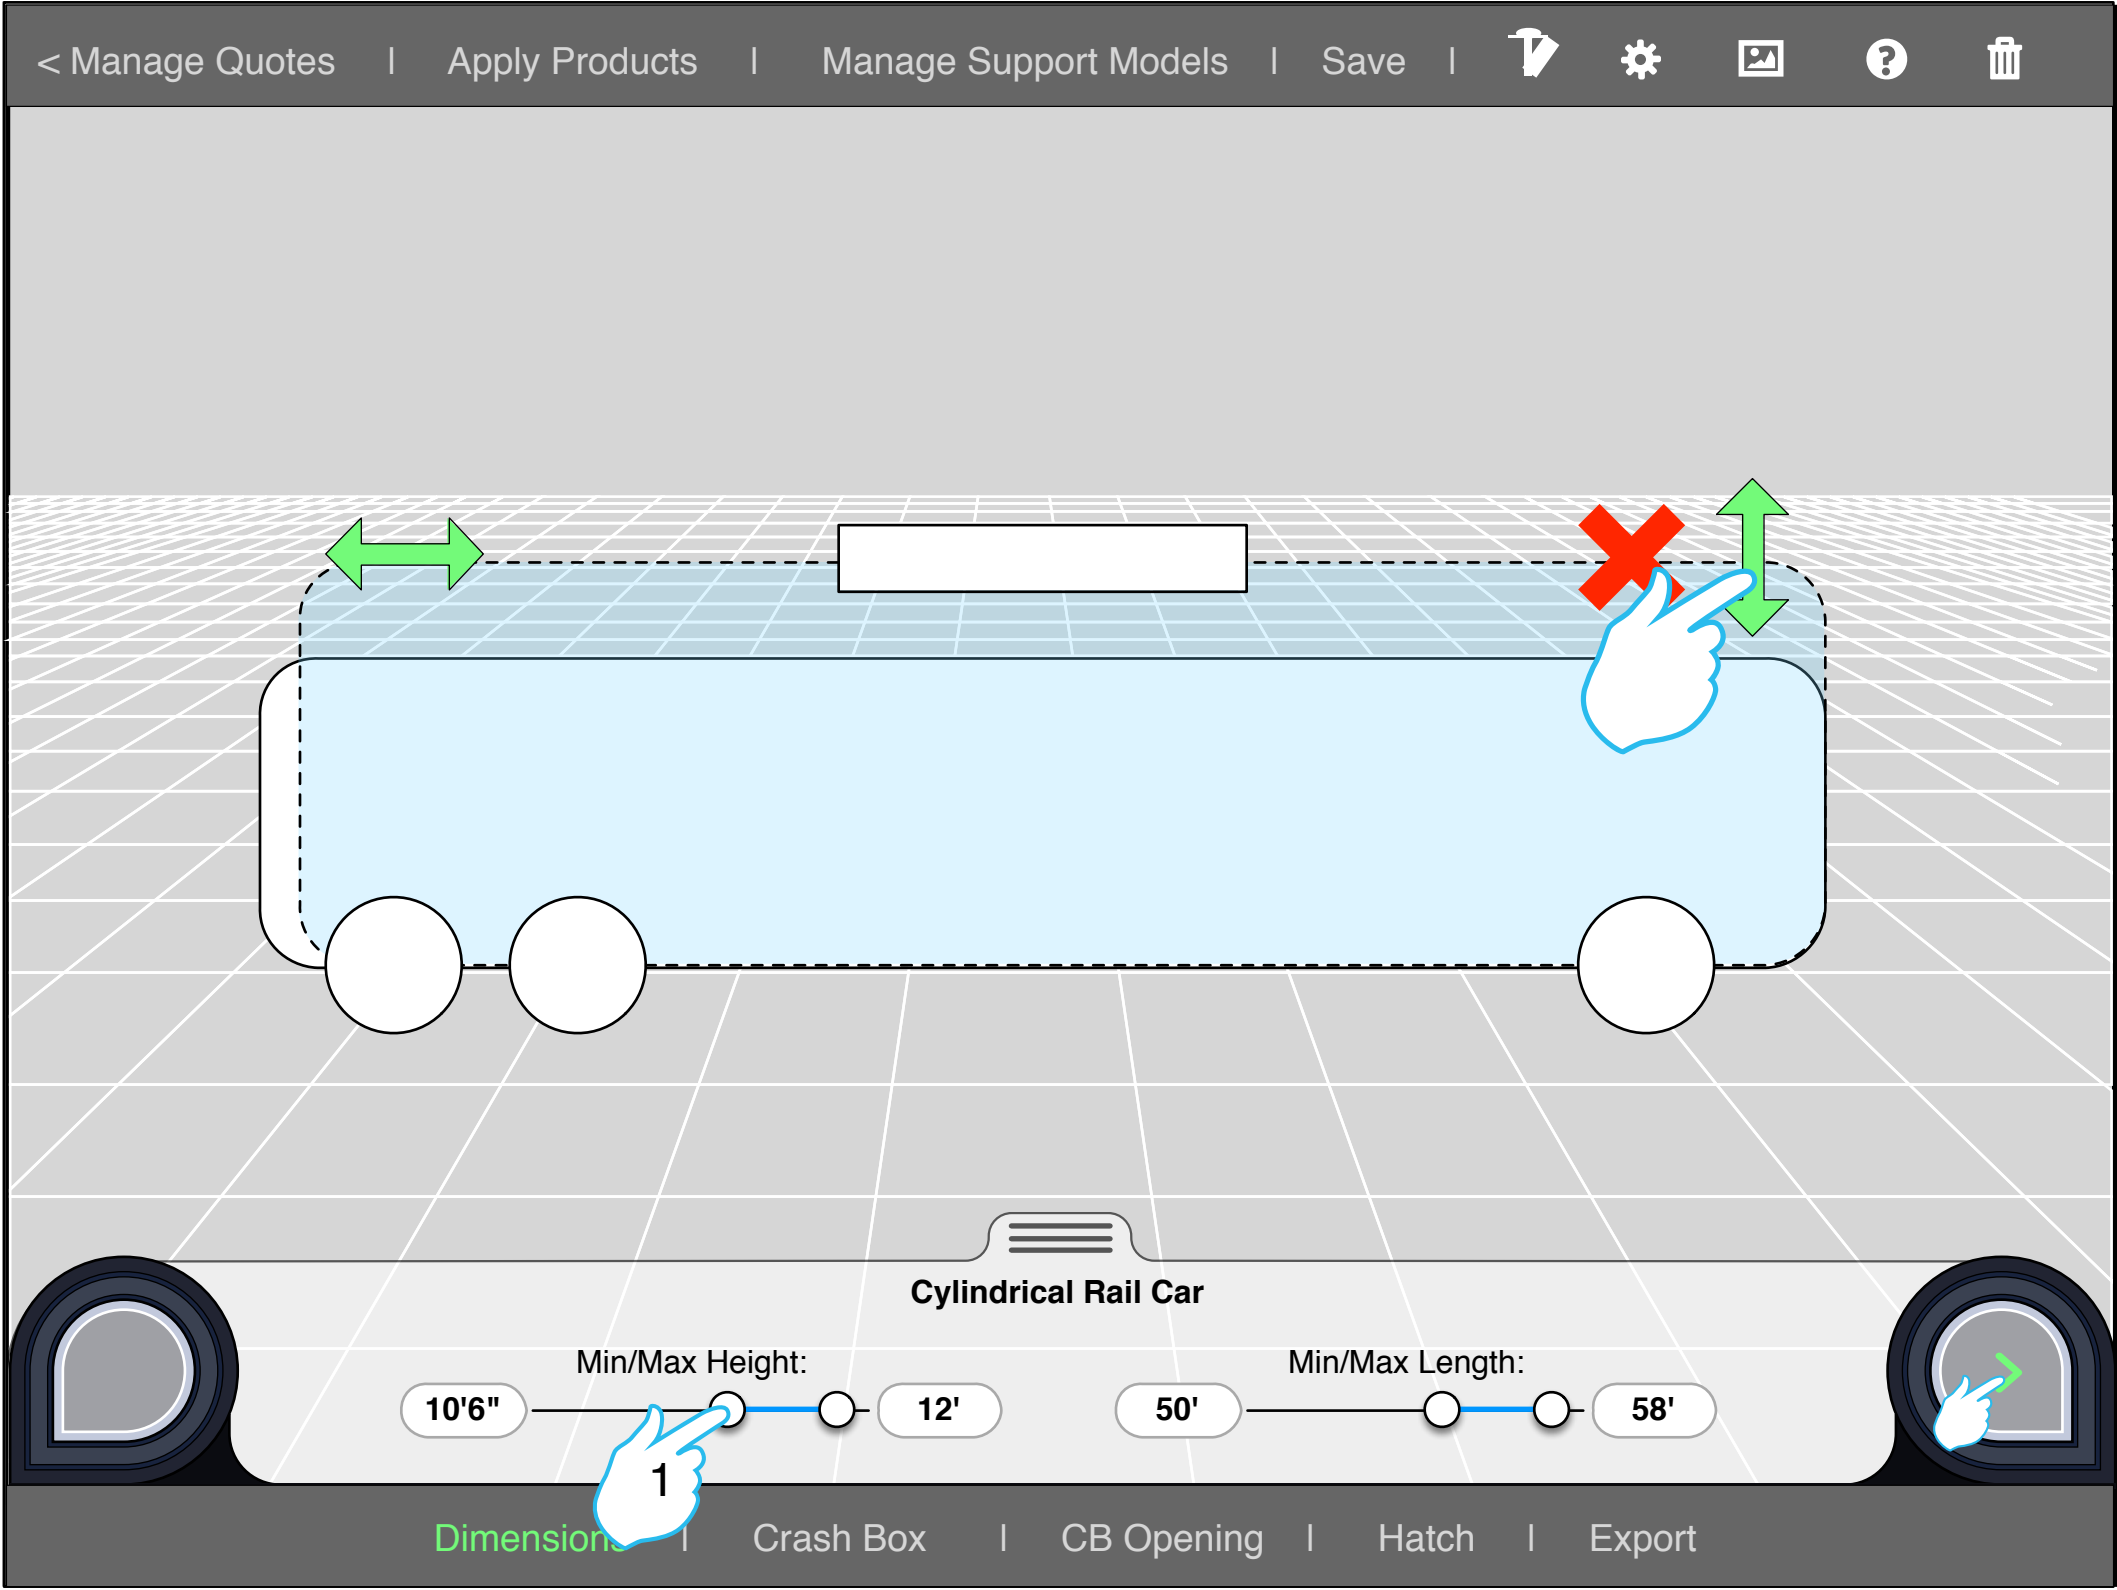 < Manage Quotes | Apply Products | Manage Support Models | Save |
Cylindrical Rail Car
Min/Max Height: Min/Max Length:
10'6" 12' 50' 58'
1
Dimensions | Crash Box | CB Opening | Hatch | Export